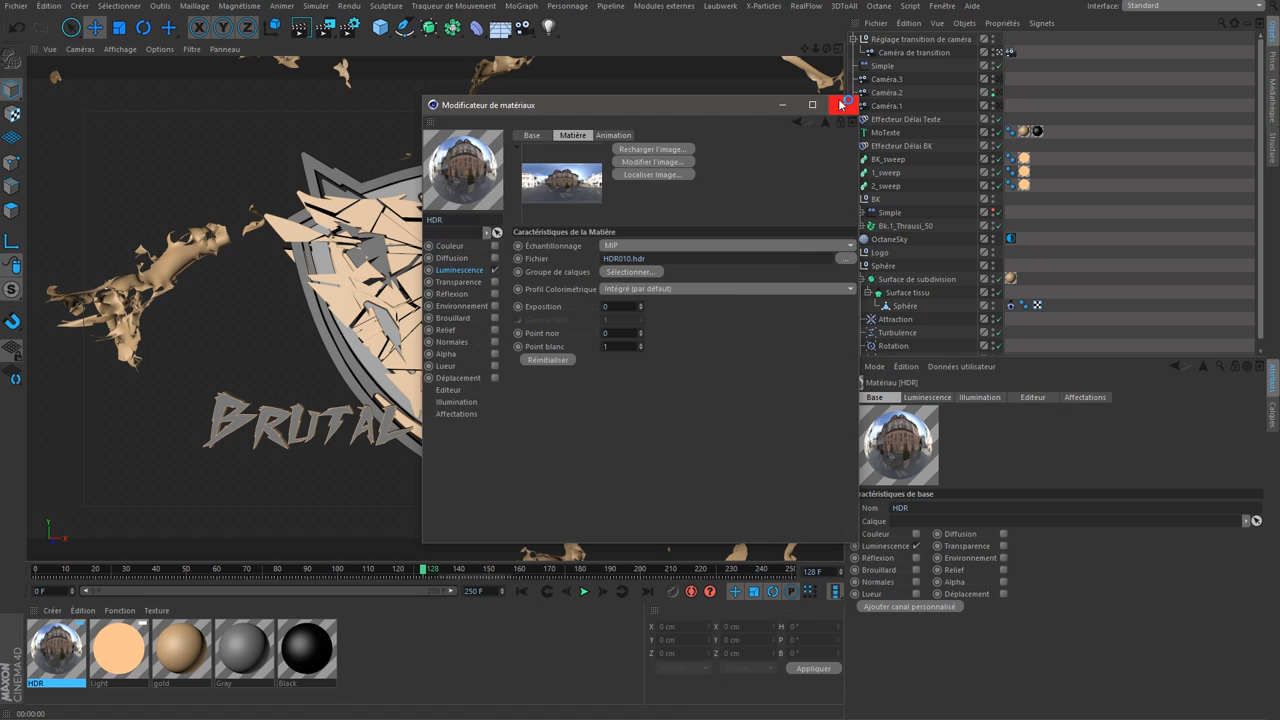 Fichier Édition Créer Sélectionner Outils Maillage Magnétisme Animer Simuler Rendu Sculpture Traqueur de Mouvement MoGraph Personnage Pipeline Modules externes Laubwerk X-Particles RealFlow 3DToAll Octane Script Fenêtre Aide Interface: Standard
Vue Caméras Affichage Options Filtre Panneau
Fichier Édition Vue Objets Propriétés Signets
Réglage transition de caméra
Caméra de transition
Simple
Caméra.3
Caméra.2
Caméra.1
Effecteur Délai Texte
MoTexte
Effecteur Délai BK
BK_sweep
1_sweep
2_sweep
BK
Simple
Bk.1_Thrausi_50
OctaneSky
Logo
Sphère
Surface de subdivision
Surface tissu
Sphère
Attraction
Turbulence
Rotation
Objets
Prises
Médiathèque
Structure
Modificateur de matériaux
Base Matière Animation
Recharger l'image...
Modifier l'image...
Localiser Image...
HDR
Couleur
Diffusion
Luminescence
Transparence
Réflexion
Environnement
Brouillard
Relief
Normales
Alpha
Lueur
Déplacement
Editeur
Illumination
Affectations
Caractéristiques de la Matière
Échantillonnage MIP
Fichier HDR010.hdr ...
Groupe de calques Sélectionner...
Profil Colorimétrique Intégré (par défaut)
Exposition 0
Point noir 0
Point blanc 1
Réinitialiser
BRUTAL
Mode Édition Données utilisateur
Matériau [HDR]
Base Luminescence Illumination Editeur Affectations
Attributs
Calques
aractéristiques de base
Nom HDR
Calque
Couleur Diffusion
Luminescence Transparence
Réflexion Environnement
Brouillard Relief
Normales Alpha
Lueur Déplacement
Ajouter canal personnalisé
0 10 20 30 40 50 60 70 80 90 100 110 128 140 150 160 170 180 190 200 210 220 230 240 25
128 F
0 F 0 F 250 F 250 F
P
Créer Édition Fonction Texture
HDR Light gold Gray Black
X 0 cm X 0 cm H 0 °
Y 0 cm Y 0 cm P 0 °
Z 0 cm Z 0 cm B 0 °
Appliquer
MAXON
CINEMA 4D
00:00:00